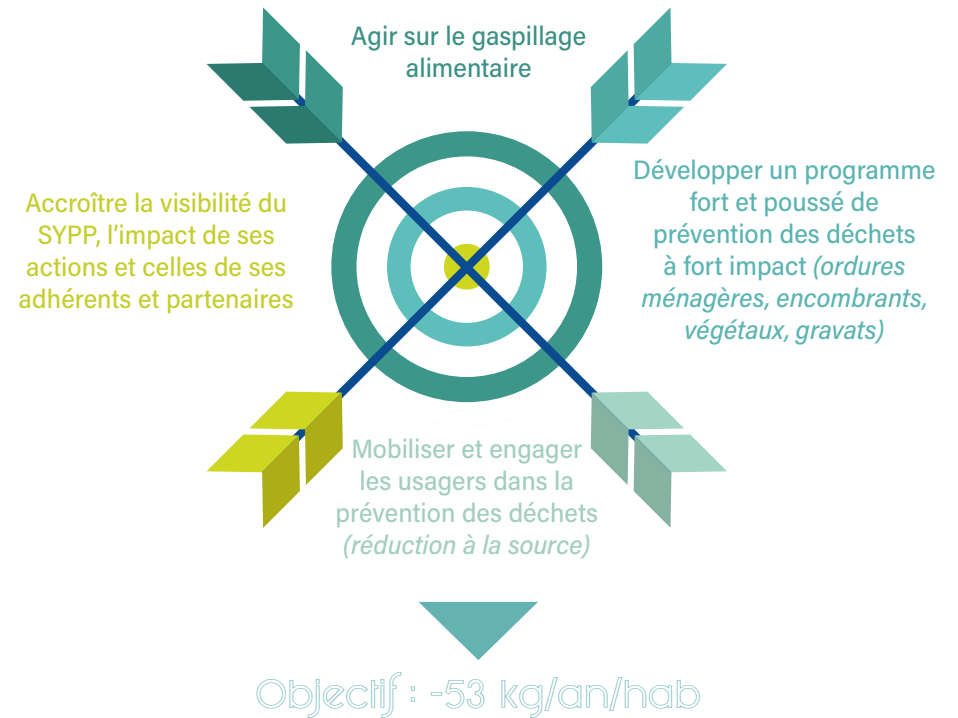 Agir sur le gaspillage
alimentaire
Développer un programme
fort et poussé de
prévention des déchets
à fort impact (ordures
ménagères, encombrants,
végétaux, gravats)
Accroître la visibilité du
SYPP, l’impact de ses
actions et celles de ses
adhérents et partenaires
Mobiliser et engager
les usagers dans la
prévention des déchets
(réduction à la source)
Objectif : -53 kg/an/hab